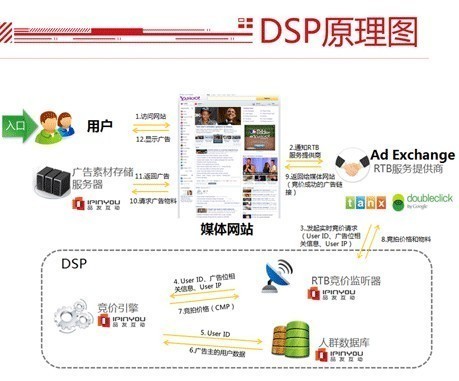 DSP原理图
入口
用户
1.访问网站
12.显示广告
YAHOO!
2.通知RTB
服务提供商
9.返回给媒体网站
(竞价成功的广告链
接)
Ad Exchange
RTB服务提供商
tanx
doubleclick
by Google
广告素材存储
服务器
iPINYOU
品友互动
11.返回广告
10.请求广告物料
媒体网站
3..发起实时竞价请求
(User ID、广告位相
关信息、User IP)
8.竞拍价格和物料
DSP
4. User ID、广告位相
关信息、User IP
7.竞拍价格(CMP)
RTB竞价监听器
iPINYOU
品友互动
竞价引擎
iPINYOU
品友互动
5. User ID
6.广告主的用户数据
人群数据库
iPINYOU
品友互动